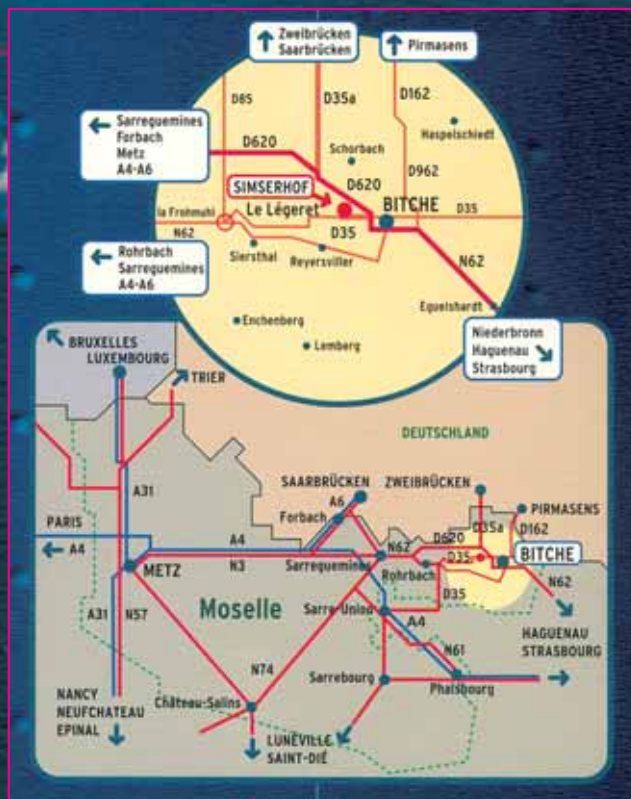 Zweibrücken
Saarbrücken
Pirmasens
D85
D35a
D162
Haspelschiedt
Sarreguemines
Forbach
Metz
A4-A6
D620
Schorbach
D962
D620
SIMSERHOF
Le Légeret
BITCHE
la Frohmuhl
D35
N62
D35
Siersthal
Reyersviller
N62
Rohrbach
Sarreguemines
A4-A6
Enchenberg
Eguelshardt
Lemberg
Niederbronn
Haguenau
Strasbourg
BRUXELLES
LUXEMBOURG
TRIER
DEUTSCHLAND
SAARBRÜCKEN
ZWEIBRÜCKEN
A31
A6
Forbach
PIRMASENS
PARIS
A4
A4
N62
D620
D35a
D162
METZ
N3
Sarreguemines
Rohrbach
D35
BITCHE
D35
N62
A31
N57
Moselle
Sarre-Union
A4
HAGUENAU
STRASBOURG
N74
N61
Sarrebourg
Phalsbourg
NANCY
NEUFCHATEAU
EPINAL
Château-Salins
LUNÉVILLE
SAINT-DIÉ